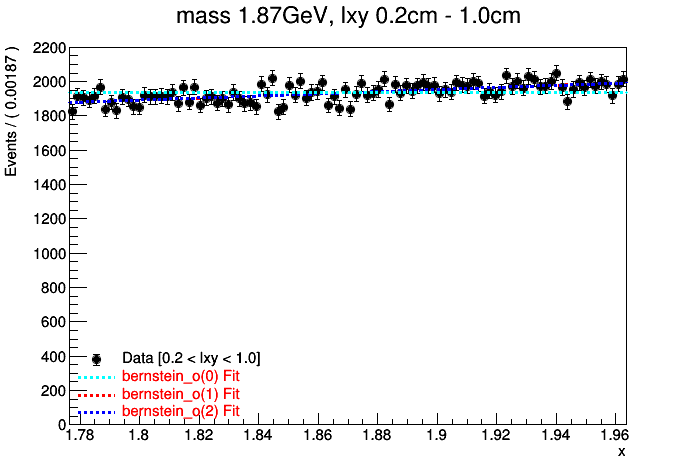 mass 1.87GeV, lxy 0.2cm - 1.0cm
Events / ( 0.00187 )
2200
2000
1800
1600
1400
1200
1000
800
600
400
200
0
Data [0.2 < lxy < 1.0]
bernstein_o(0) Fit
bernstein_o(1) Fit
bernstein_o(2) Fit
1.78 1.8 1.82 1.84 1.86 1.88 1.9 1.92 1.94 1.96
x